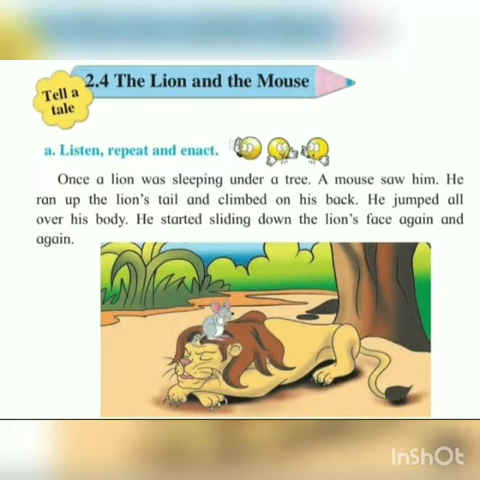 Tell a
tale
2.4 The Lion and the Mouse
a. Listen, repeat and enact.
Once a lion was sleeping under a tree. A mouse saw him. He
ran up the lion's tail and climbed on his back. He jumped all
over his body. He started sliding down the lion's face again and
again.
InShOt